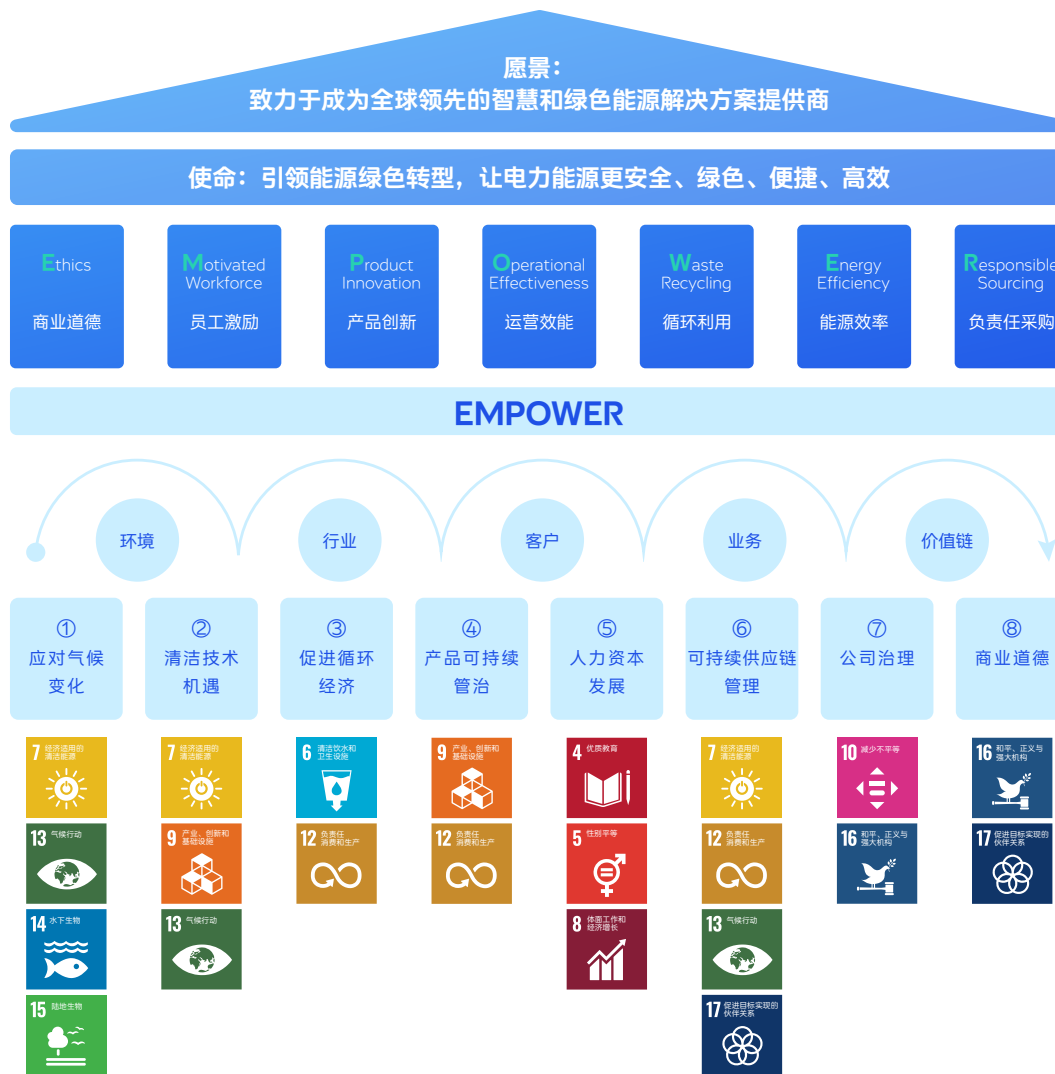 愿景：
致力于成为全球领先的智慧和绿色能源解决方案提供商
使命：引领能源绿色转型，让电力能源更安全、绿色、便捷、高效
Ethics
商业道德
Motivated
Workforce
员工激励
Product
Innovation
产品创新
Operational
Effectiveness
运营效能
Waste
Recycling
循环利用
Energy
Efficiency
能源效率
Responsible
Sourcing
负责任采购
EMPOWER
环境
行业
客户
业务
价值链
①
应对气候
变化
②
清洁技术
机遇
③
促进循环
经济
④
产品可持续
管治
⑤
人力资本
发展
⑥
可持续供应链
管理
⑦
公司治理
⑧
商业道德
7 经济适用的
清洁能源
13 气候行动
14 水下生物
15 陆地生物
7 经济适用的
清洁能源
9 产业、创新和
基础设施
13 气候行动
6 清洁饮水和
卫生设施
12 负责任
消费和生产
9 产业、创新和
基础设施
12 负责任
消费和生产
4 优质教育
5 性别平等
8 体面工作和
经济增长
7 经济适用的
清洁能源
12 负责任
消费和生产
13 气候行动
17 促进目标实现的
伙伴关系
10 减少不平等
16 和平、正义与
强大机构
16 和平、正义与
强大机构
17 促进目标实现的
伙伴关系